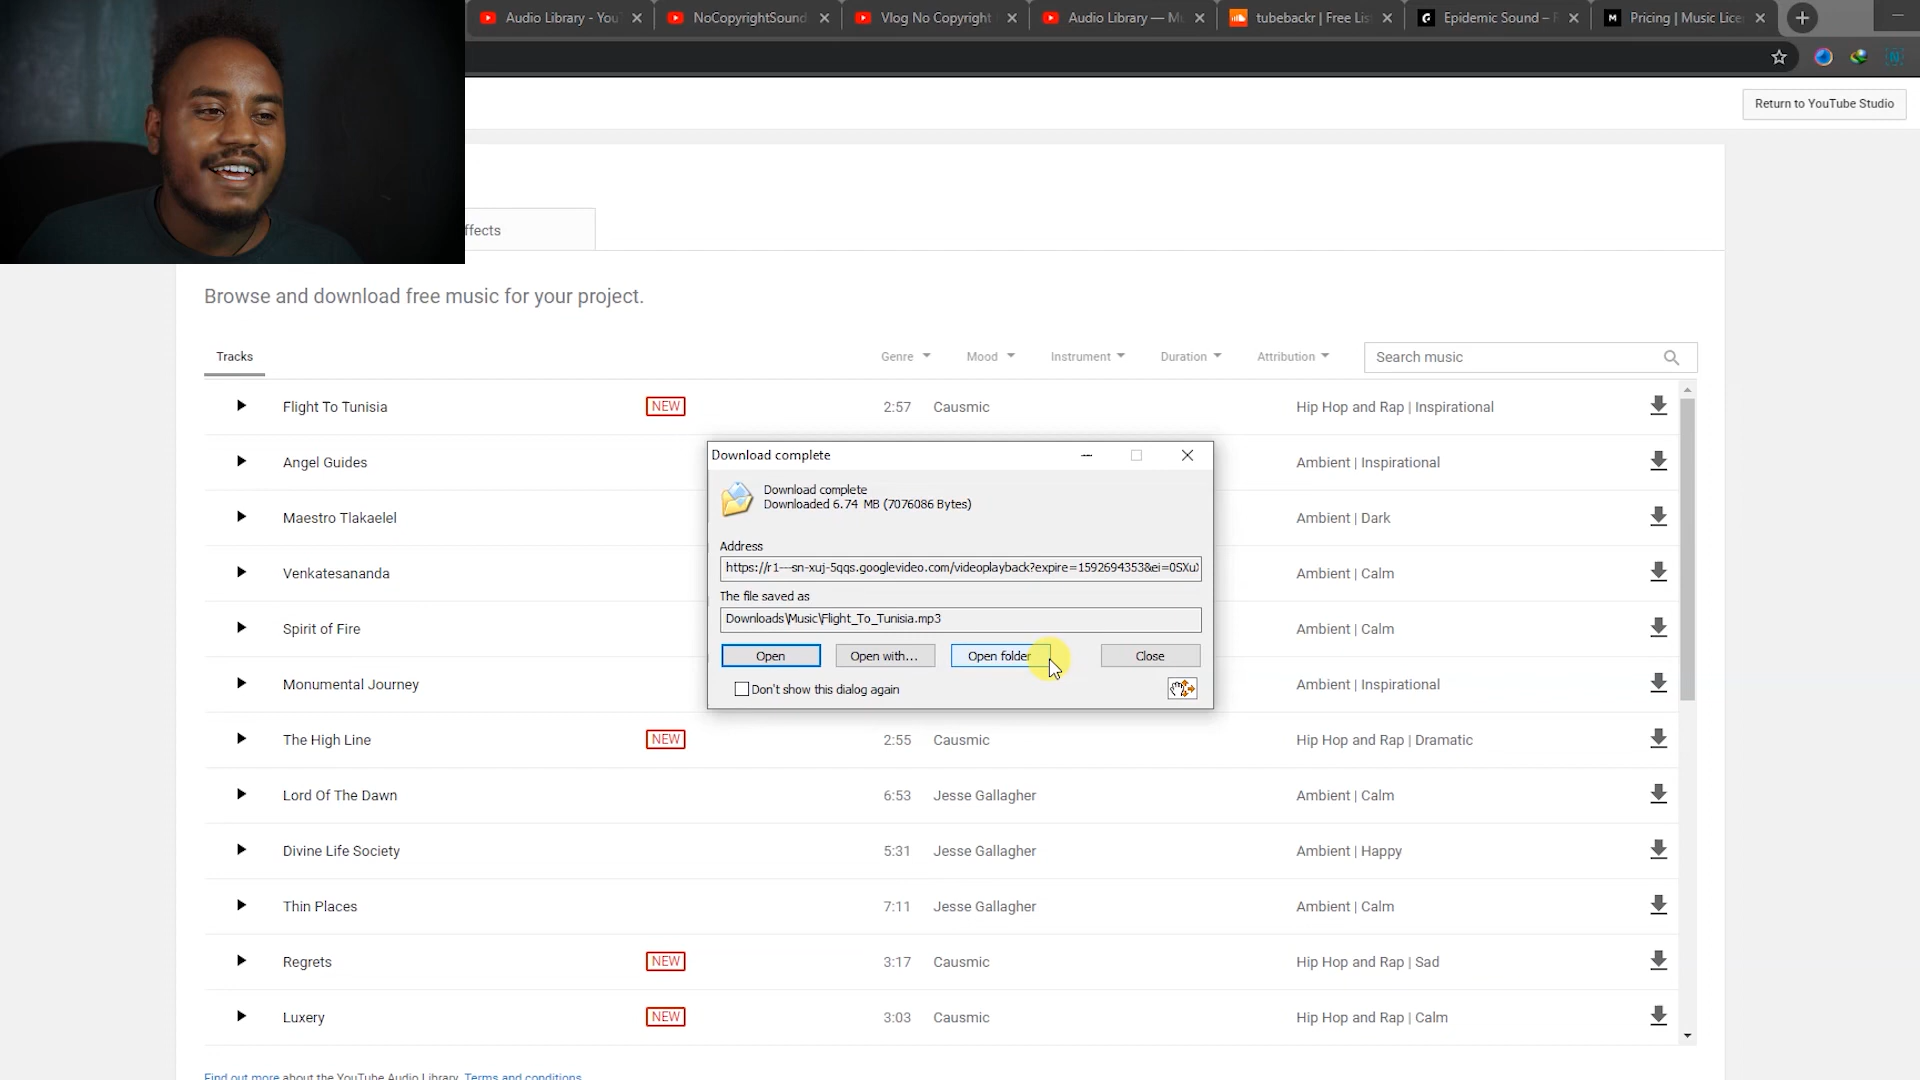 Audio Library - You
NoCopyrightSound
Vlog No Copyright
Audio Library — Mu
tubebackr | Free Lis
Epidemic Sound –
Pricing | Music Lice
Return to YouTube Studio
ffects
Browse and download free music for your project.
Tracks
Genre
Mood
Instrument
Duration
Attribution
Search music
Flight To Tunisia
NEW
2:57
Causmic
Hip Hop and Rap | Inspirational
Angel Guides
Ambient | Inspirational
Maestro Tlakaelel
Ambient | Dark
Venkatesananda
Ambient | Calm
Spirit of Fire
Ambient | Calm
Monumental Journey
Ambient | Inspirational
Download complete
Download complete
Downloaded 6.74 MB (7076086 Bytes)
Address
https://r1---sn-xuj-5qqs.googlevideo.com/videoplayback?expire=1592694353&ei=0SXu
The file saved as
Downloads\Music\Flight_To_Tunisia.mp3
Open
Open with...
Open folder
Close
Don't show this dialog again
The High Line
NEW
2:55
Causmic
Hip Hop and Rap | Dramatic
Lord Of The Dawn
6:53
Jesse Gallagher
Ambient | Calm
Divine Life Society
5:31
Jesse Gallagher
Ambient | Happy
Thin Places
7:11
Jesse Gallagher
Ambient | Calm
Regrets
NEW
3:17
Causmic
Hip Hop and Rap | Sad
Luxery
NEW
3:03
Causmic
Hip Hop and Rap | Calm
Find out more about the YouTube Audio Library. Terms and conditions